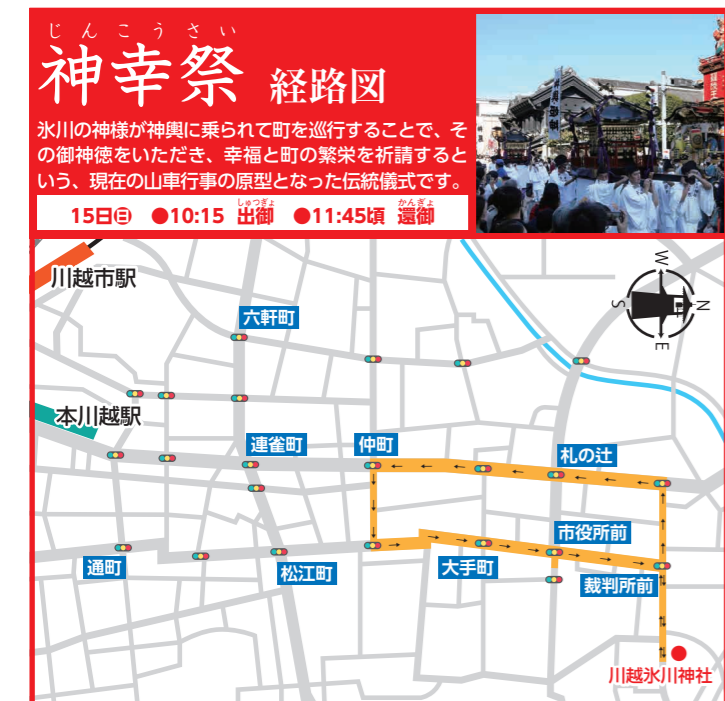 じんこうさい
神幸祭 経路図
氷川の神様が神輿に乗られて町を巡行することで、そ
の御神徳をいただき、幸福と町の繁栄を祈請すると
いう、現在の山車行事の原型となった伝統儀式です。
しゅつぎょ かんぎょ
15日㊐ ●10:15 出御 ●11:45頃 還御
川越市駅
W
S N
E
六軒町
本川越駅
連雀町 仲町 札の辻
市役所前
通町 松江町 大手町 裁判所前
川越氷川神社